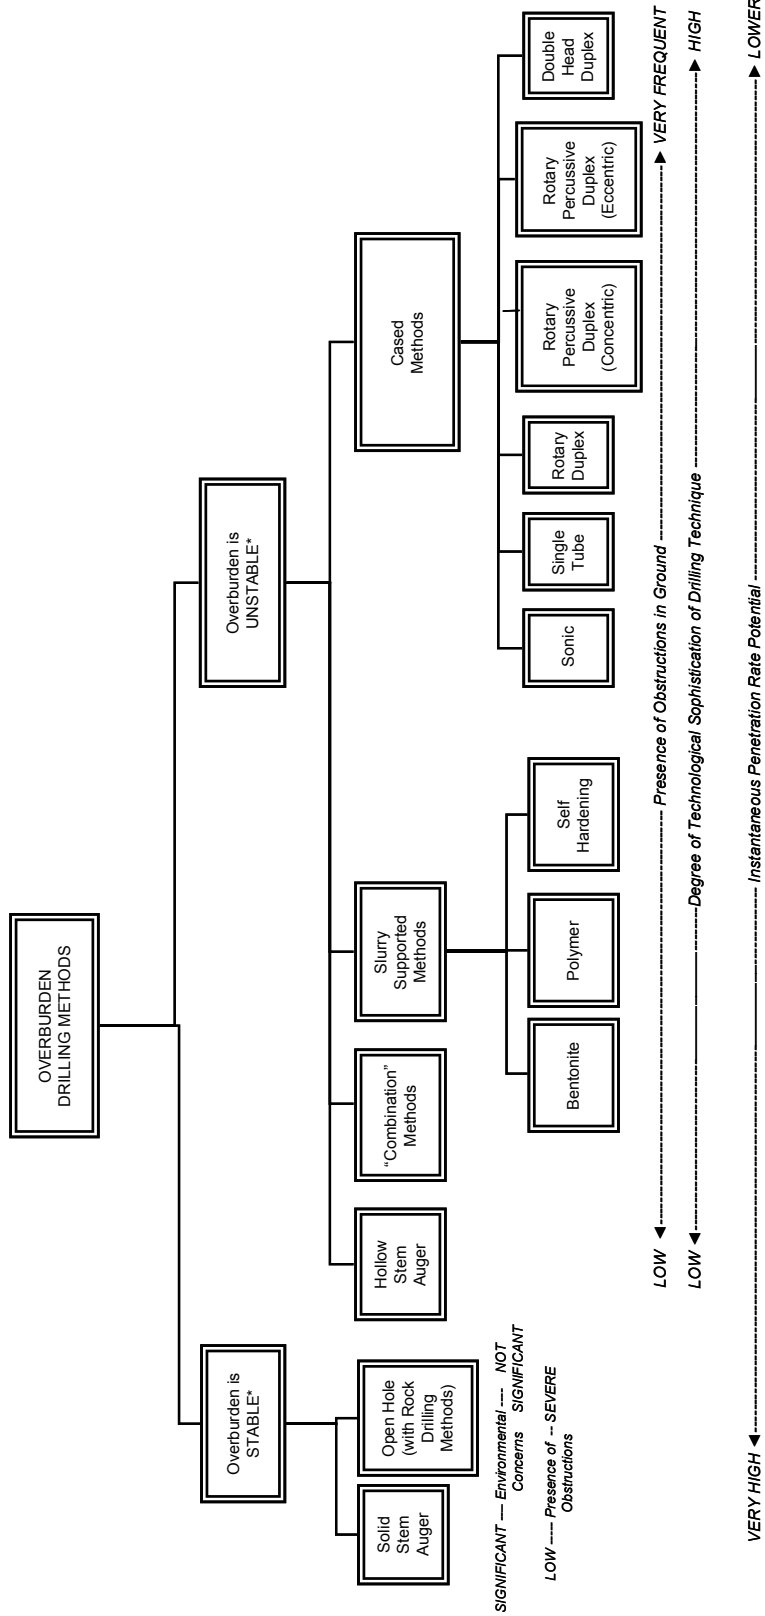 OVERBURDEN
DRILLING METHODS
Overburden is
STABLE*
Overburden is
UNSTABLE*
Solid
Stem
Auger
Open Hole
(with Rock
Drilling
Methods)
Hollow
Stem
Auger
"Combination"
Methods
Slurry
Supported
Methods
Cased
Methods
Bentonite
Polymer
Self
Hardening
Sonic
Single
Tube
Rotary
Duplex
Rotary
Percussive
Duplex
(Concentric)
Rotary
Percussive
Duplex
(Eccentric)
Double
Head
Duplex
SIGNIFICANT --- Environmental ---- NOT
Concerns SIGNIFICANT
LOW ---- Presence of -- SEVERE
Obstructions
LOW Presence of Obstructions in Ground VERY FREQUENT
LOW Degree of Technological Sophistication of Drilling Technique HIGH
VERY HIGH Instantaneous Penetration Rate Potential LOWER